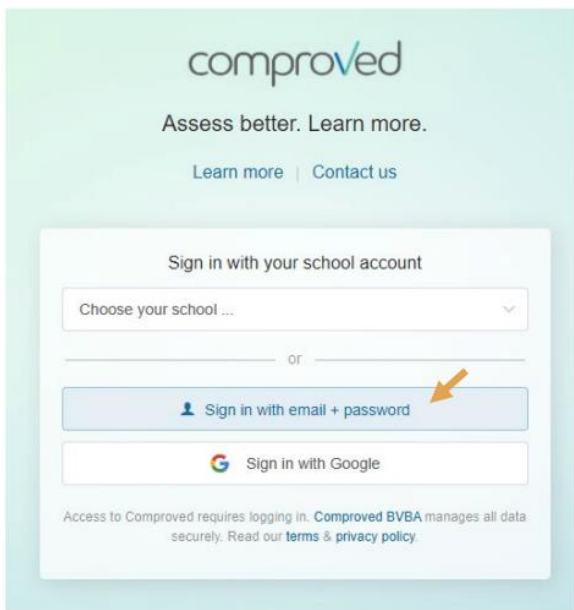 comproved
Assess better. Learn more.
Learn more | Contact us
Sign in with your school account
Choose your school ...
or
Sign in with email + password
Sign in with Google
Access to Comproved requires logging in. Comproved BVBA manages all data
securely. Read our terms & privacy policy.